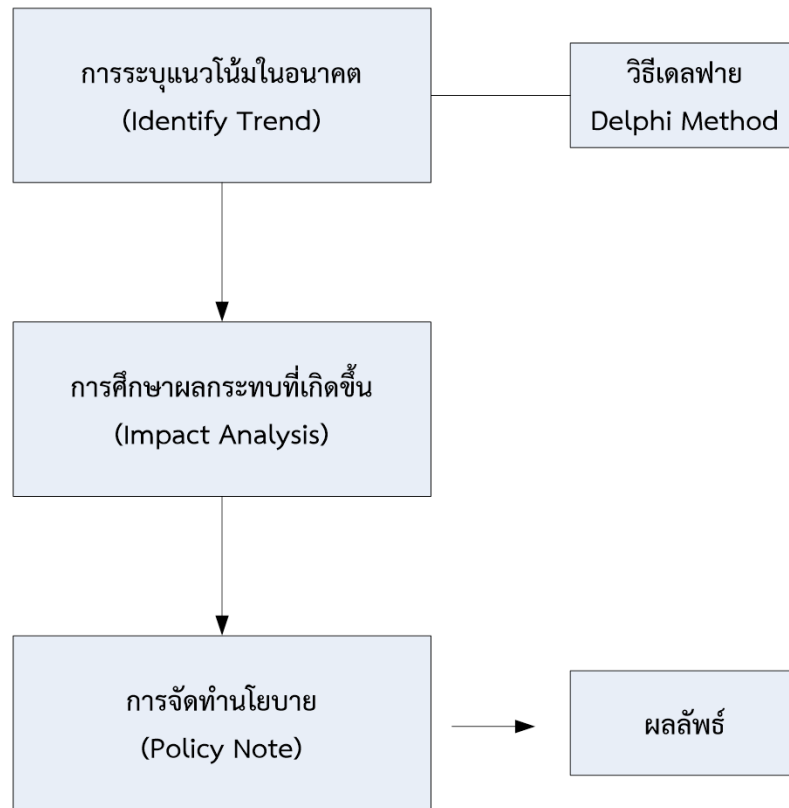 การระบุแนวโน้มในอนาคต
(Identify Trend)
วิธีเดลฟาย
Delphi Method
การศึกษาผลกระทบที่เกิดขึ้น
(Impact Analysis)
การจัดทำนโยบาย
(Policy Note)
ผลลัพธ์